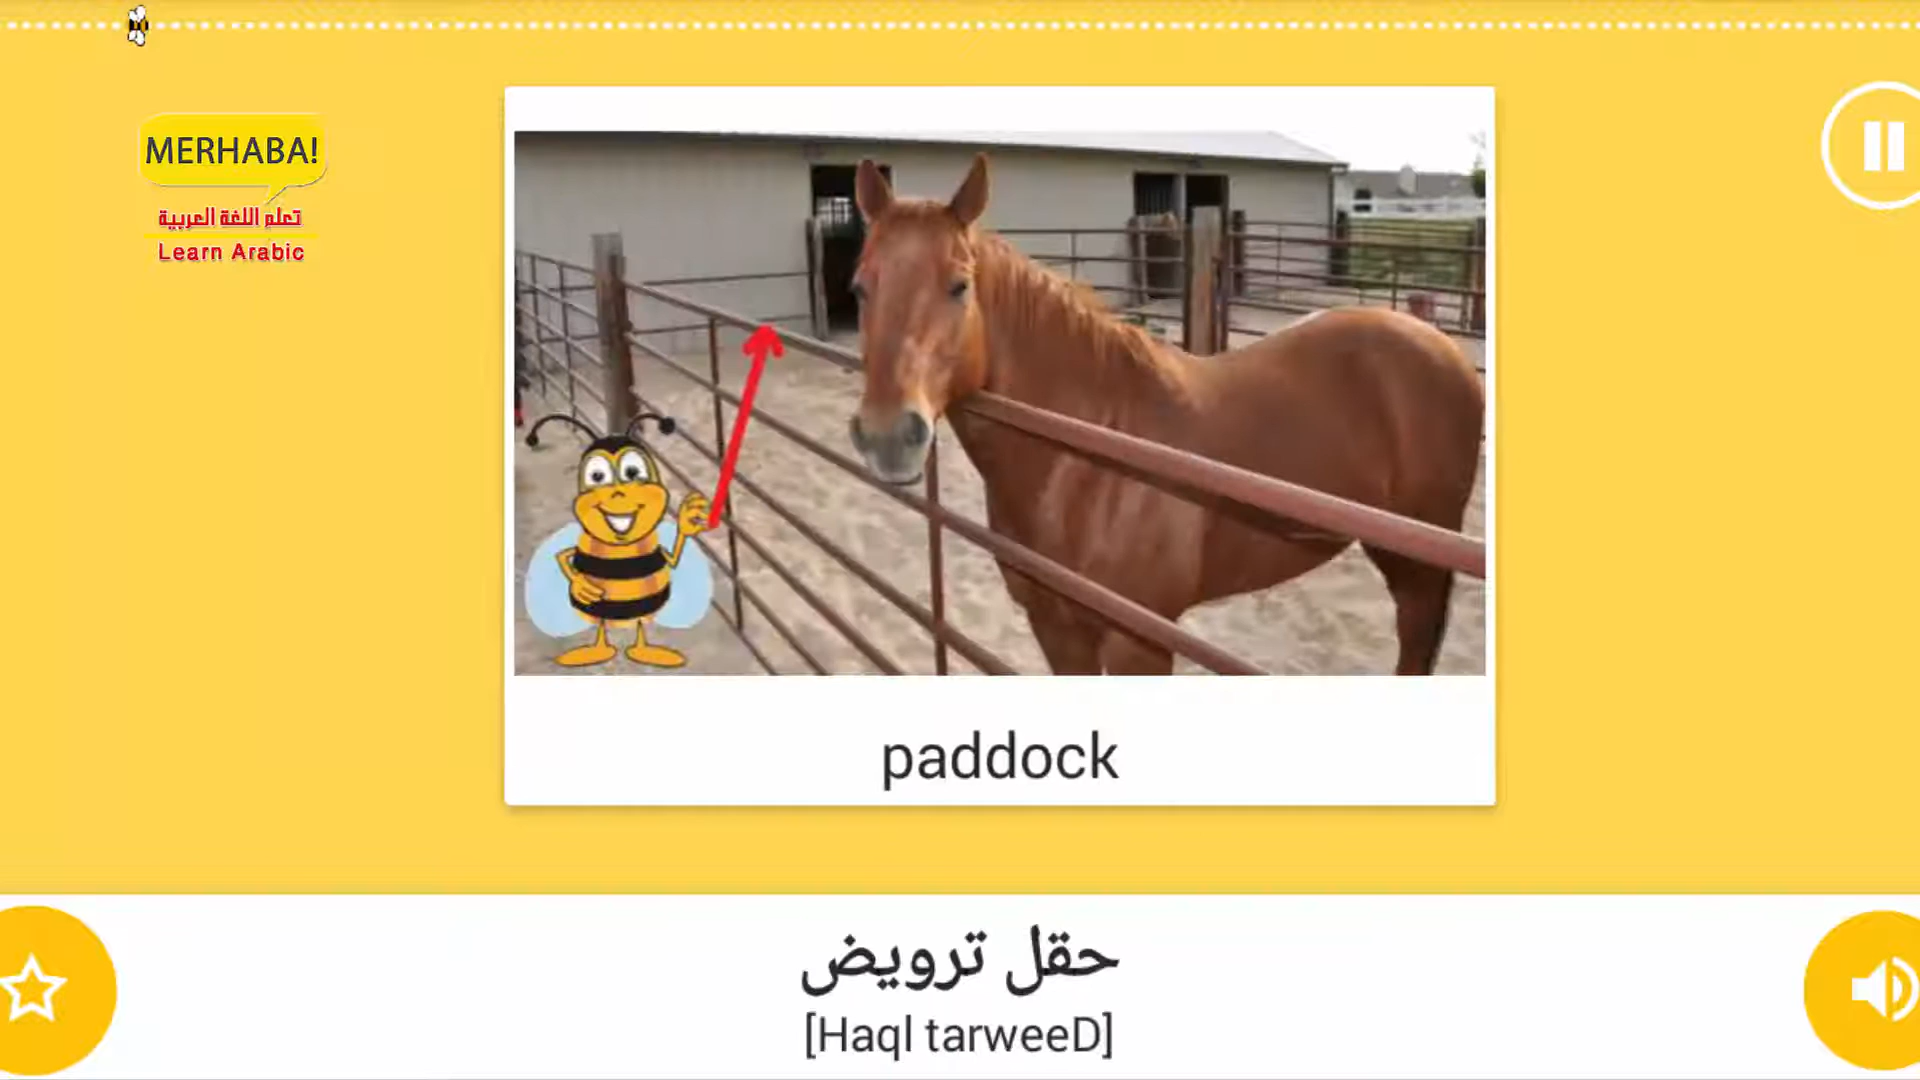 MERHABA!
تعلم اللغة العربية
Learn Arabic
paddock
حقل ترويض
[Haql tarweeD]